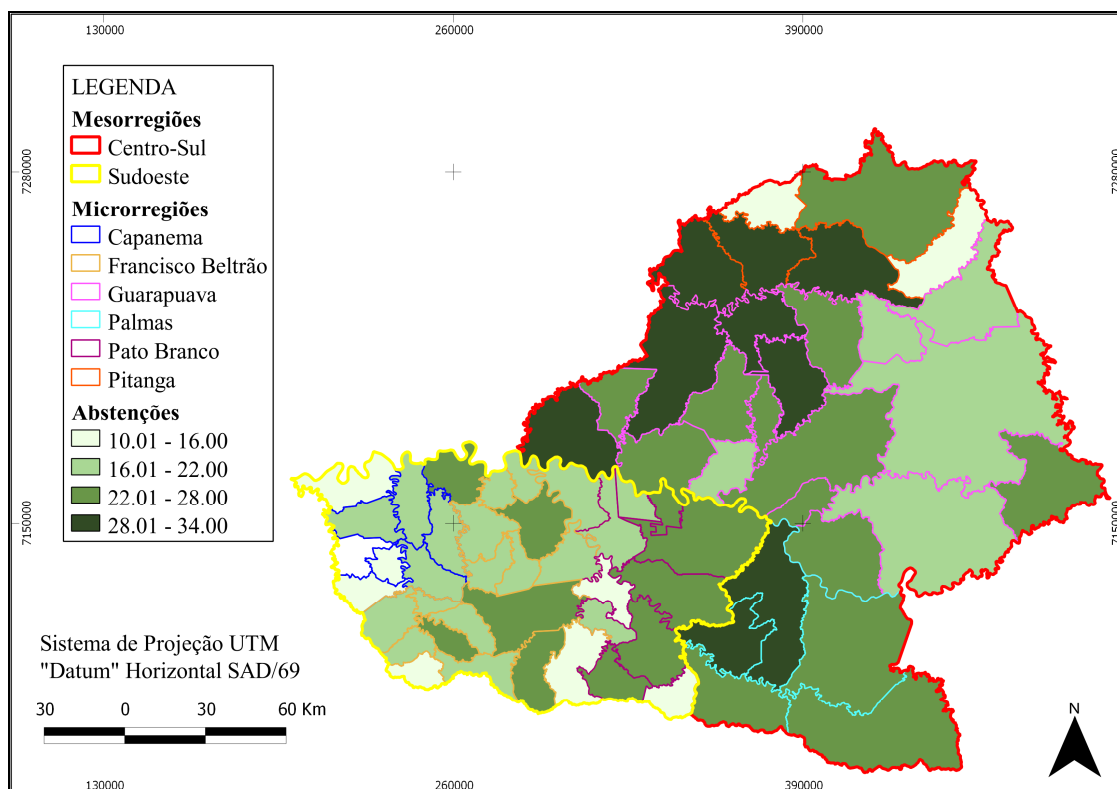 130000 260000 390000
7280000 7280000
LEGENDA
Mesorregiões
Centro-Sul
Sudoeste
Microrregiões
Capanema
Francisco Beltrão
Guarapuava
Palmas
Pato Branco
Pitanga
Abstenções
10.01 - 16.00
16.01 - 22.00
22.01 - 28.00
28.01 - 34.00
7150000 7150000
Sistema de Projeção UTM
"Datum" Horizontal SAD/69
30 0 30 60 Km
N
130000 260000 390000